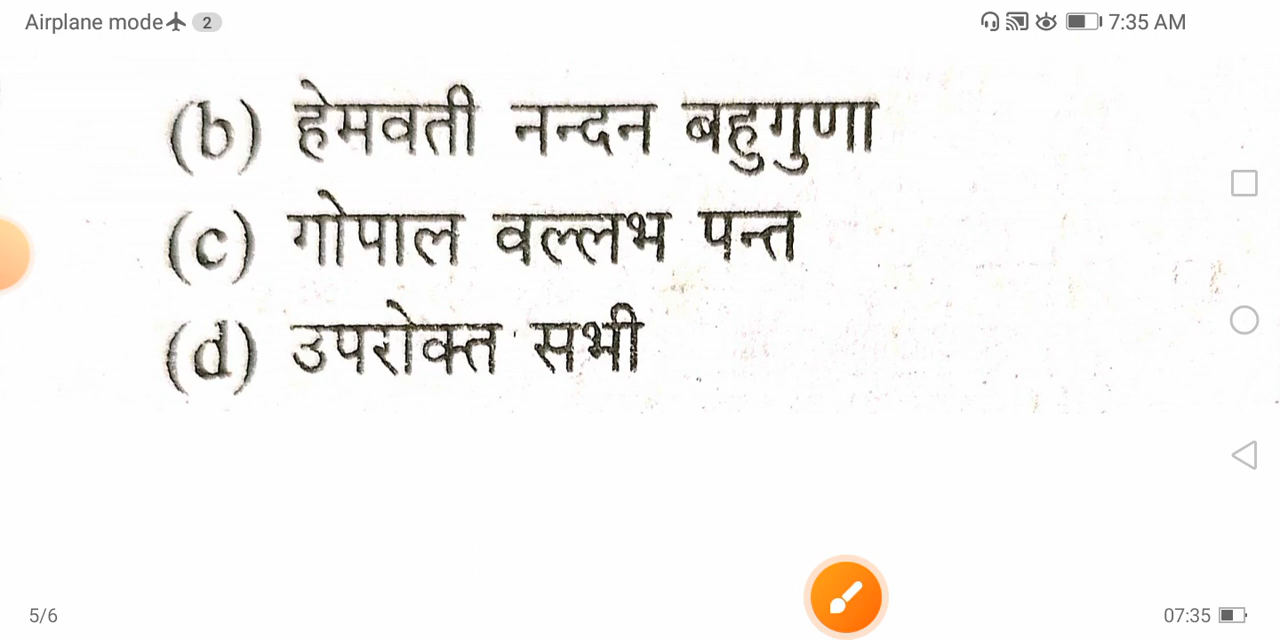 Airplane mode 2 7:35 AM
(b) हेमवती नन्दन बहुगुणा
(c) गोपाल वल्लभ पन्त
(d) उपरोक्त सभी
5/6 07:35